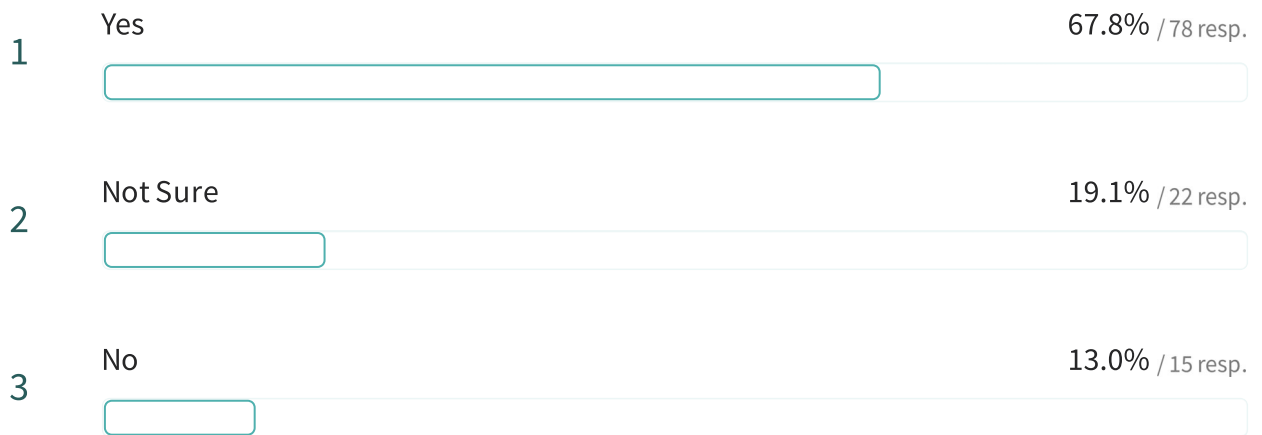 Yes 67.8% / 78 resp.
1
Not Sure 19.1% / 22 resp.
2
No 13.0% / 15 resp.
3